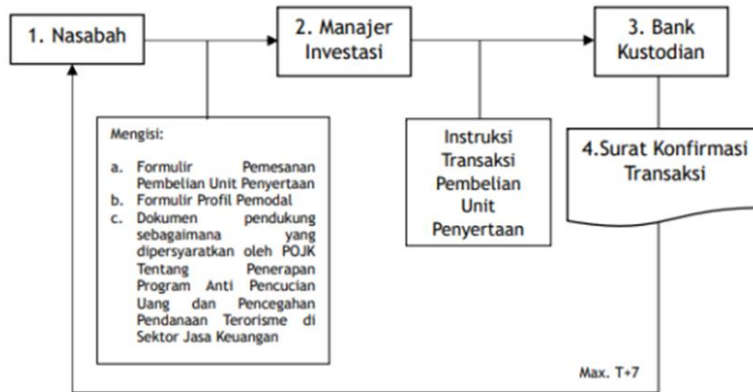 1. Nasabah
2. Manajer
Investasi
3. Bank
Kustodian
Mengisi:
a. Formulir Pemesanan
Pembelian Unit Penyertaan
b. Formulir Profil Pemodal
c. Dokumen pendukung
sebagaimana yang
dipersyaratkan oleh POJK
Tentang Penerapan
Program Anti Pencucian
Uang dan Pencegahan
Pendanaan Terorisme di
Sektor Jasa Keuangan
Instruksi
Transaksi
Pembelian
Unit
Penyertaan
4.Surat Konfirmasi
Transaksi
Max. T+7